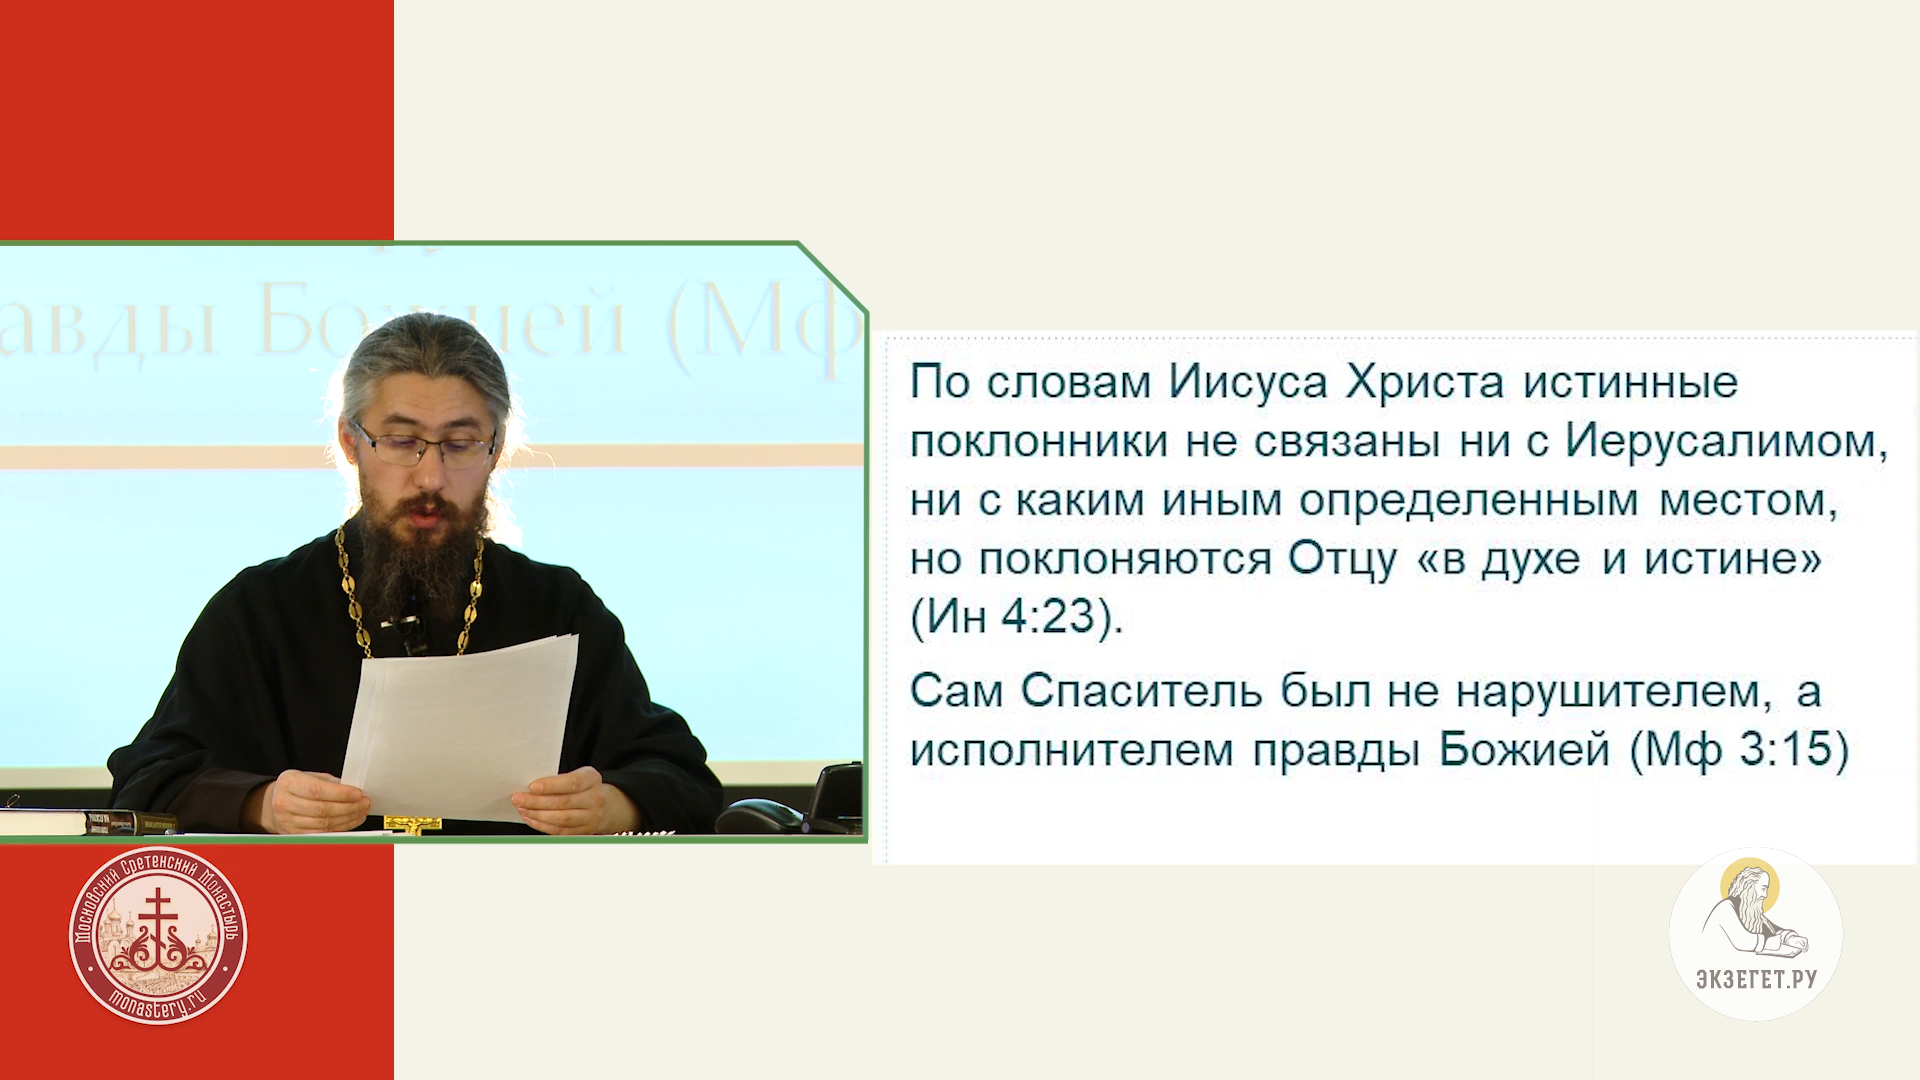 авды Божией (Мф
По словам Иисуса Христа истинные
поклонники не связаны ни с Иерусалимом,
ни с каким иным определенным местом,
но поклоняются Отцу «в духе и истине»
(Ин 4:23).
Сам Спаситель был не нарушителем, а
исполнителем правды Божией (Мф 3:15)
Московский Сретенский Монастырь
monastery.ru
ЭКЗЕГЕТ.РУ